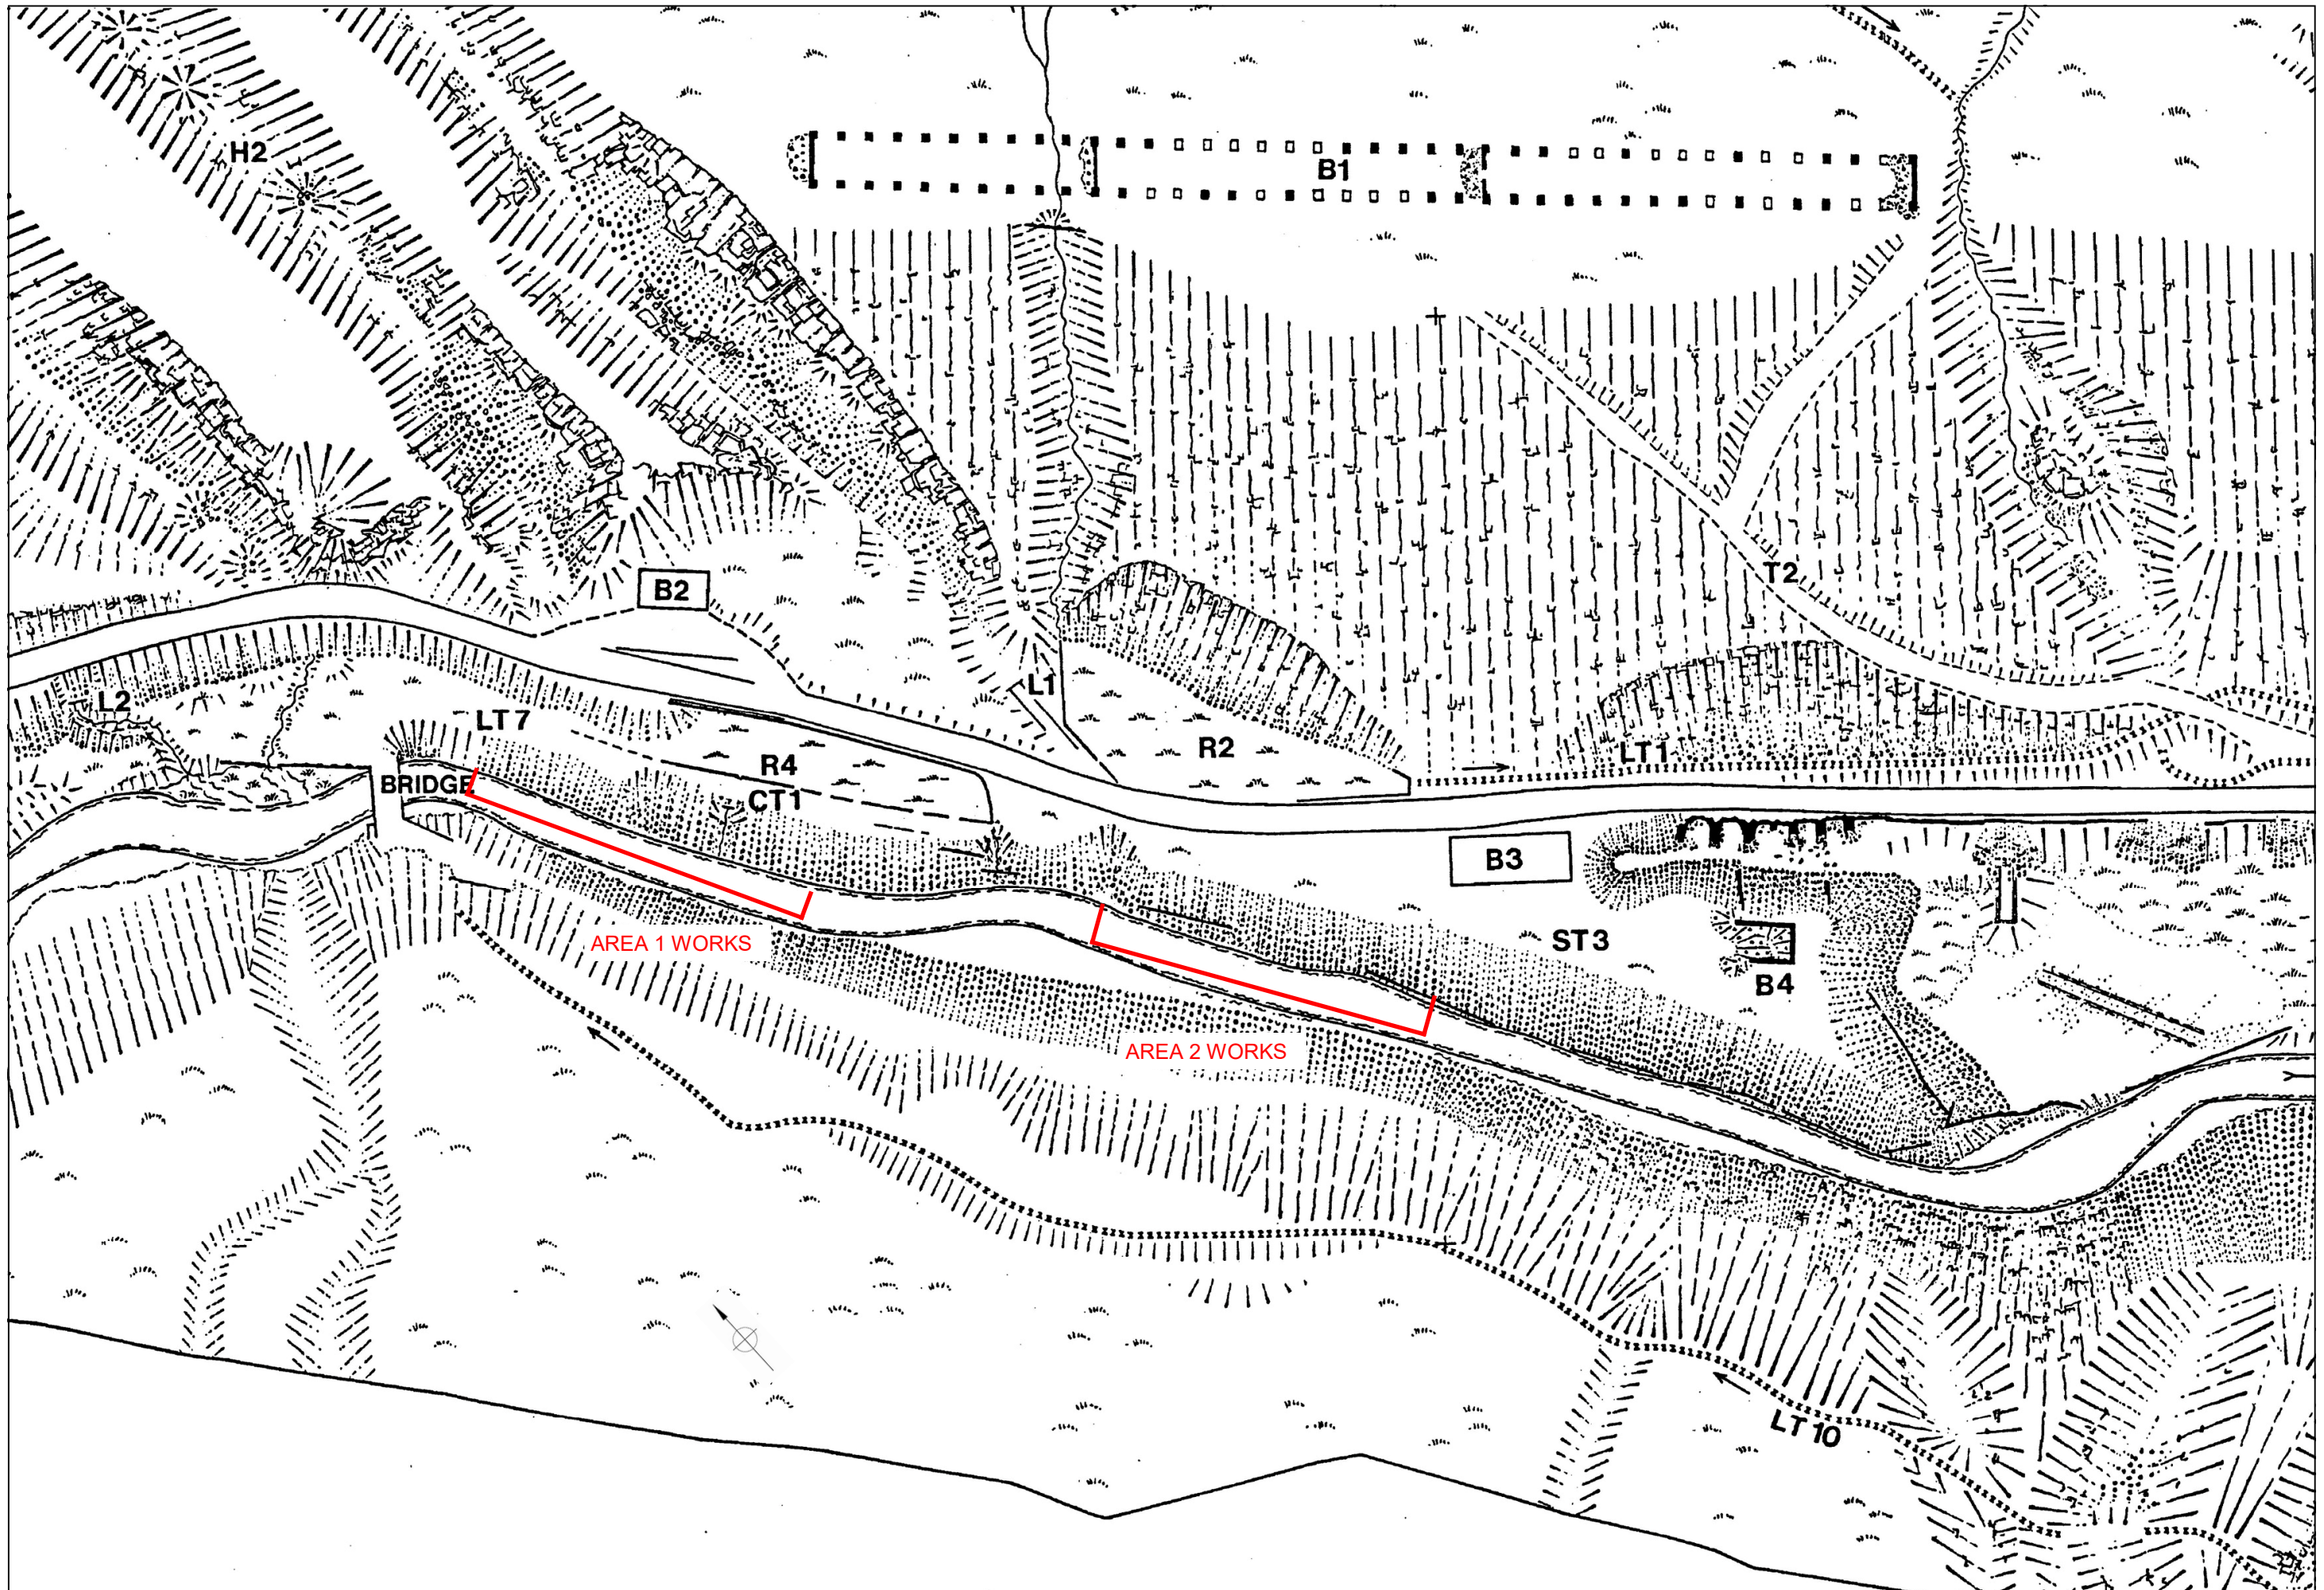 H2
B1
B2
T2
L1
L2
LT7
R2
LT1
R4
BRIDGE
CT1
B3
AREA 1 WORKS
ST3
B4
AREA 2 WORKS
LT 10